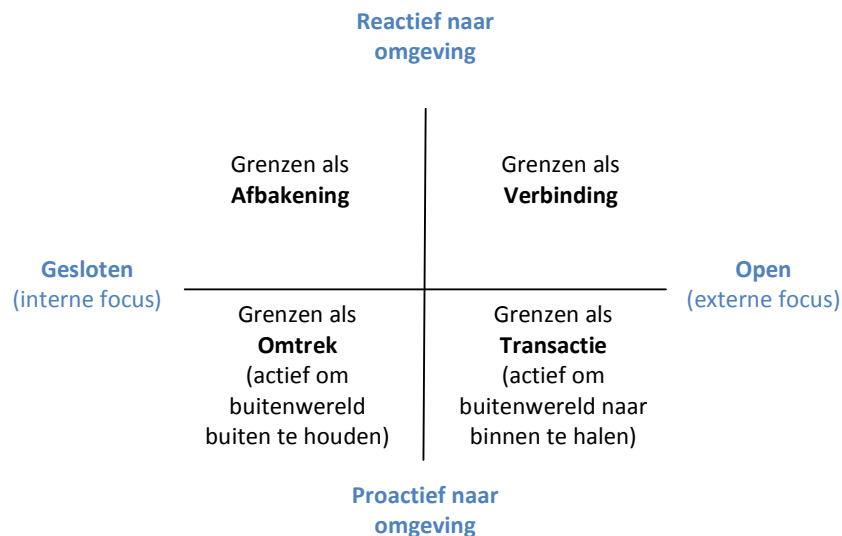 Reactief naar
omgeving
Grenzen als
Afbakening
Grenzen als
Verbinding
Gesloten
(interne focus)
Open
(externe focus)
Grenzen als
Omtrek
(actief om
buitenwereld
buiten te houden)
Grenzen als
Transactie
(actief om
buitenwereld naar
binnen te halen)
Proactief naar
omgeving